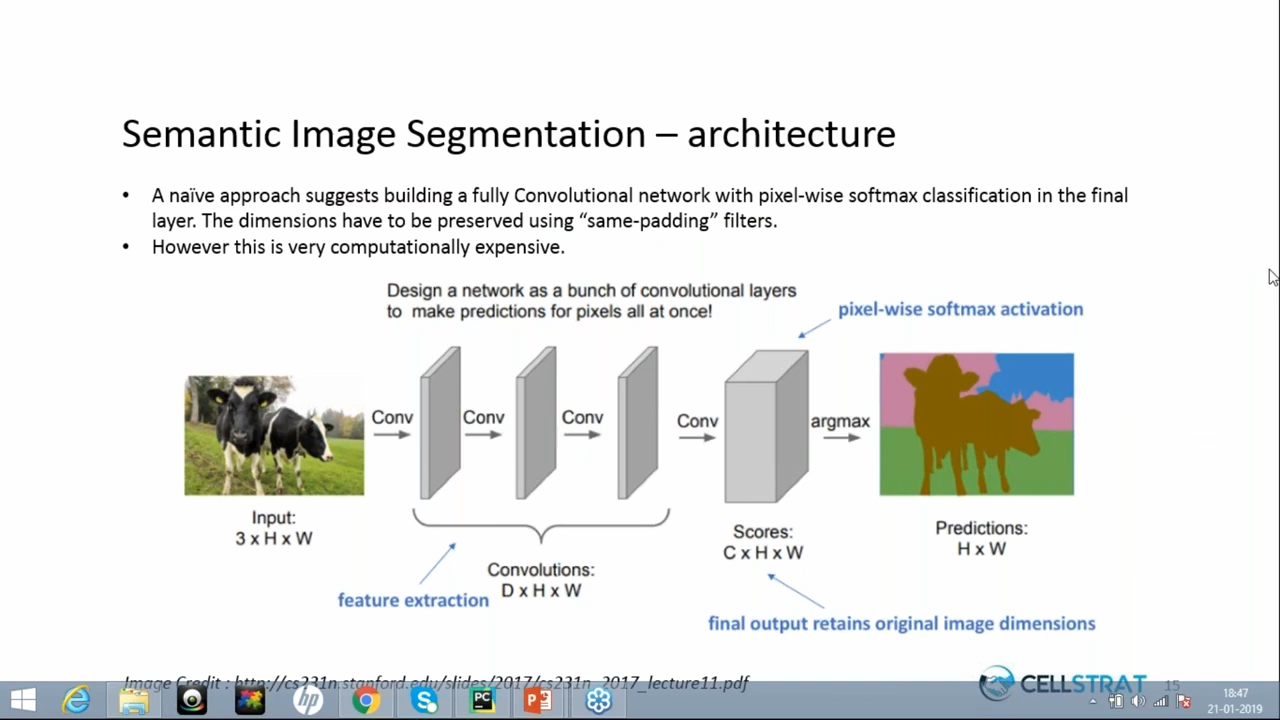 Semantic Image Segmentation – architecture
• A naïve approach suggests building a fully Convolutional network with pixel-wise softmax classification in the final
layer. The dimensions have to be preserved using “same-padding” filters.
• However this is very computationally expensive.
Design a network as a bunch of convolutional layers
to make predictions for pixels all at once!
pixel-wise softmax activation
Conv
Conv
Conv
Conv
argmax
Input:
3 x H x W
Convolutions:
D x H x W
feature extraction
Scores:
C x H x W
Predictions:
H x W
final output retains original image dimensions
Image Credit : http://cs231n.stanford.edu/slides/2017/cs231n_2017_lecture11.pdf
CELLSTRAT
15
hp
PC
18:47
21-01-2019